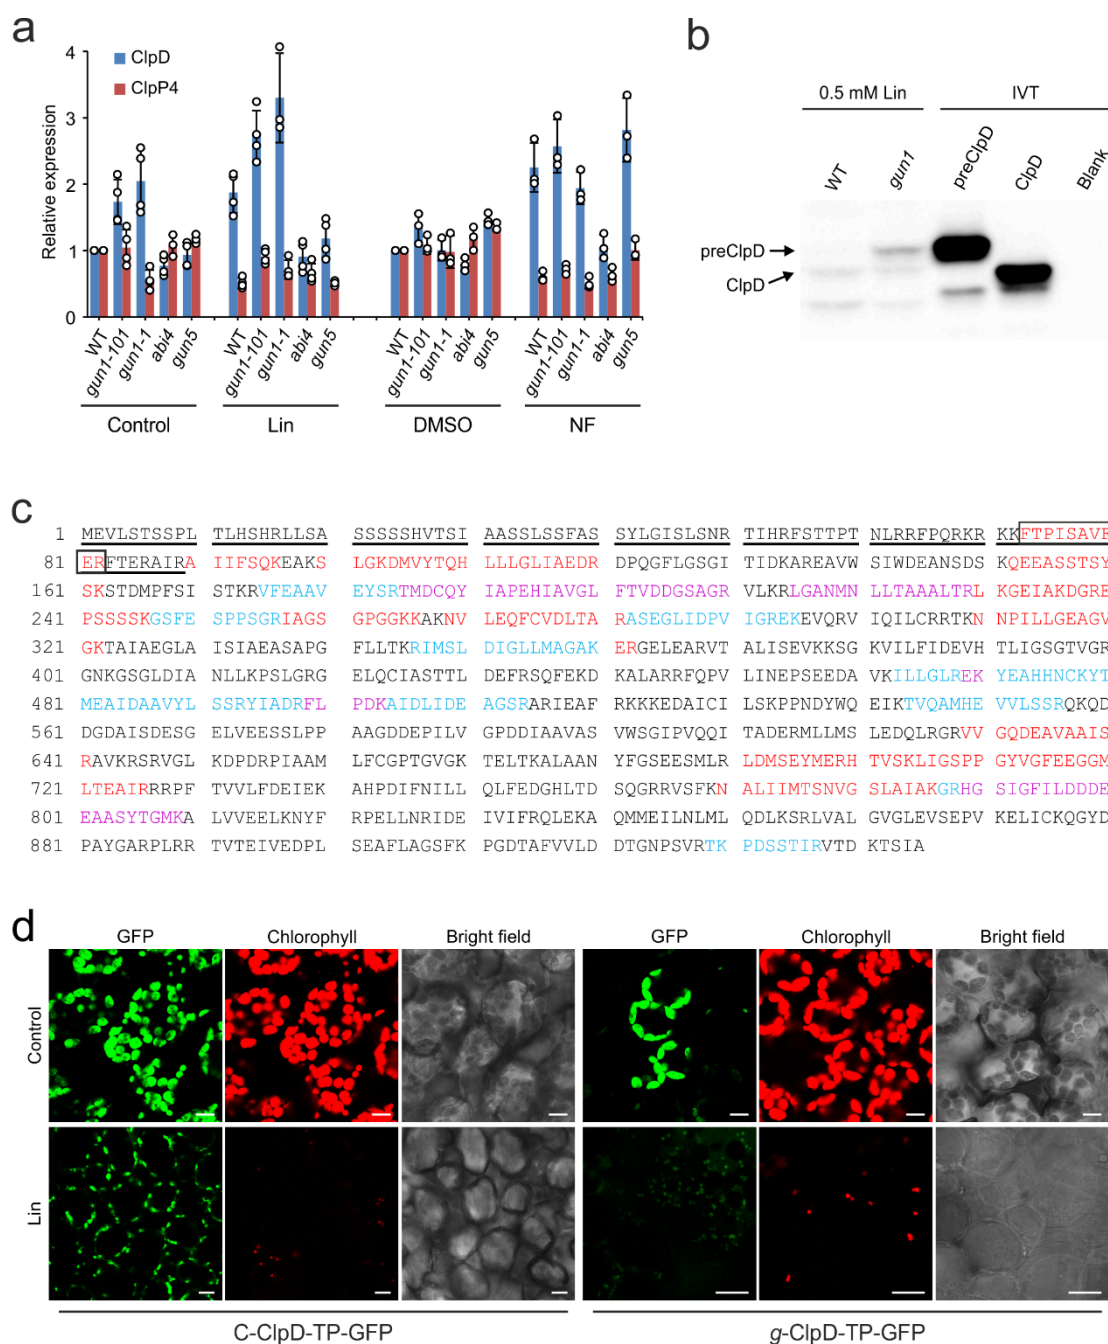 a
ClpD
ClpP4
Relative expression
4
3
2
1
0
WT
gun1-101
gun1-1
abi4
gun5
WT
gun1-101
gun1-1
abi4
gun5
WT
gun1-101
gun1-1
abi4
gun5
WT
gun1-101
gun1-1
abi4
gun5
Control
Lin
DMSO
NF
b
0.5 mM Lin
IVT
WT
gun1
preClpD
ClpD
Blank
preClpD
ClpD
c
1 MEVLSTSSPL TLHSHRLLSA SSSSSHVTSI AASSLSSFAS SYLGISLSNR TIHRFSTTPT NLRRFPQRKR KKFTPISAVF
81 ERFTERAIRA IIFSQKEAKS LGKDMVYTQH LLLGLIAEDR DPQGFLGSGI TIDKAREAVW SIWDEANSDS KQEEASSTSY
161 SKSTDMPFSI STKRVFEAAV EYSRTMDCQY IAPEHIAVGL FTVDDGSAGR VLKRLGANMN LLTAAALTRL KGEIAKDGRE
241 PSSSSKGSFE SPPSGRIAGS GPGGKKAKNV LEQFCVDLTA RASEGLIDPV IGREKEVQRV IQILCRRTKN NPILLGEAGV
321 GKTAIAEGLA ISIAEASAPG FLLTKRIMSL DIGLLMAGAK ERGELEARVT ALISEVKKSG KVILFIDEVH TLIGSGTVGR
401 GNKGSGLDIA NLLKPSLGRG ELQCIASTTL DEFRSQFEKD KALARRFQPV LINEPSEEDA VKILLGLREK YEAHHNCKYT
481 MEAIDAAVYL SSRYIADRFL PDKAIDLIDE AGSRARIEAF RKKKEDAICI LSKPPNDYWQ EIKTVQAMHE VVLSSRQKQD
561 DGDAISDESG ELVEESSLPP AAGDDEPILV GPDDIAAVAS VWSGIPVQQI TADERMLLMS LEDQLRGRVV GQDEAVAAIS
641 RAVKRSRVGL KDPDRPIAAM LFCGPTGVGK TELTKALAAN YFGSEESMLR LDMSEYMERH TVSKLIGSPP GYVGFEEGGM
721 LTEAIRRRPF TVVLFDEIEK AHPDIFNILL QLFEDGHLTD SQGRRVSFKN ALIIMTSNVG SLAIAKGRHG SIGFILDDDE
801 EAASYTGMKA LVVEELKNYF RPELLNRIDE IVIFRQLEKA QMMEILNLML QDLKSRLVAL GVGLEVSEPV KELICKQGYD
881 PAYGARPLRR TVTEIVEDPL SEAFLAGSFK PGDTAFVVLD DTGNPSVRTK PDSSTIRVTD KTSIA
d
GFP Chlorophyll Bright field GFP Chlorophyll Bright field
Control
Lin
C-ClpD-TP-GFP g-ClpD-TP-GFP